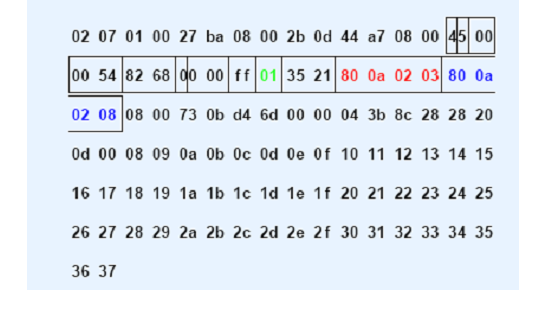 02 07 01 00 27 ba 08 00 2b 0d 44 a7 08 00 45 00
00 54 82 68 00 00 ff 01 35 21 80 0a 02 03 80 0a
02 08 08 00 73 0b d4 6d 00 00 04 3b 8c 28 28 20
0d 00 08 09 0a 0b 0c 0d 0e 0f 10 11 12 13 14 15
16 17 18 19 1a 1b 1c 1d 1e 1f 20 21 22 23 24 25
26 27 28 29 2a 2b 2c 2d 2e 2f 30 31 32 33 34 35
36 37